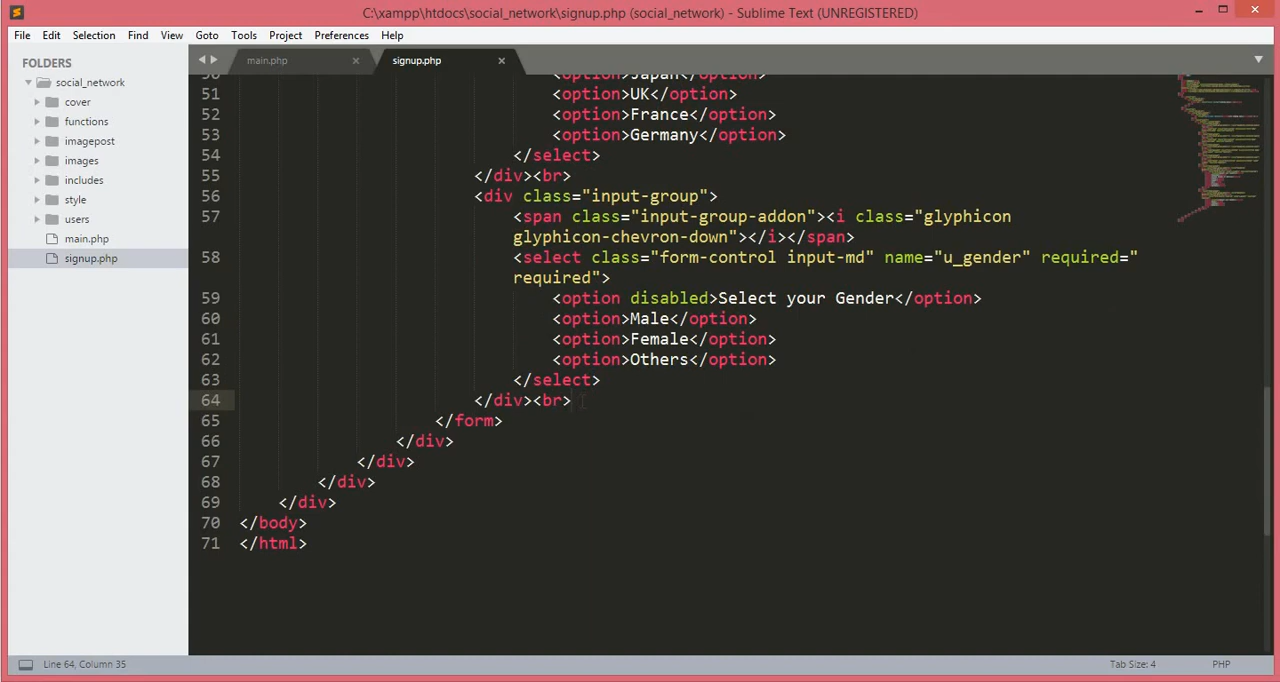 C:\xampp\htdocs\social_network\signup.php (social_network) - Sublime Text (UNREGISTERED)
File Edit Selection Find View Goto Tools Project Preferences Help
FOLDERS
social_network
cover
functions
imagepost
images
includes
style
users
main.php
signup.php
main.php signup.php
50 <option>Japan</option>
51 <option>UK</option>
52 <option>France</option>
53 <option>Germany</option>
54 </select>
55 </div><br>
56 <div class="input-group">
57 <span class="input-group-addon"><i class="glyphicon
glyphicon-chevron-down"></i></span>
58 <select class="form-control input-md" name="u_gender" required="
required">
59 <option disabled>Select your Gender</option>
60 <option>Male</option>
61 <option>Female</option>
62 <option>Others</option>
63 </select>
64 </div><br>
65 </form>
66 </div>
67 </div>
68 </div>
69 </div>
70 </body>
71 </html>
Line 64, Column 35
Tab Size: 4
PHP